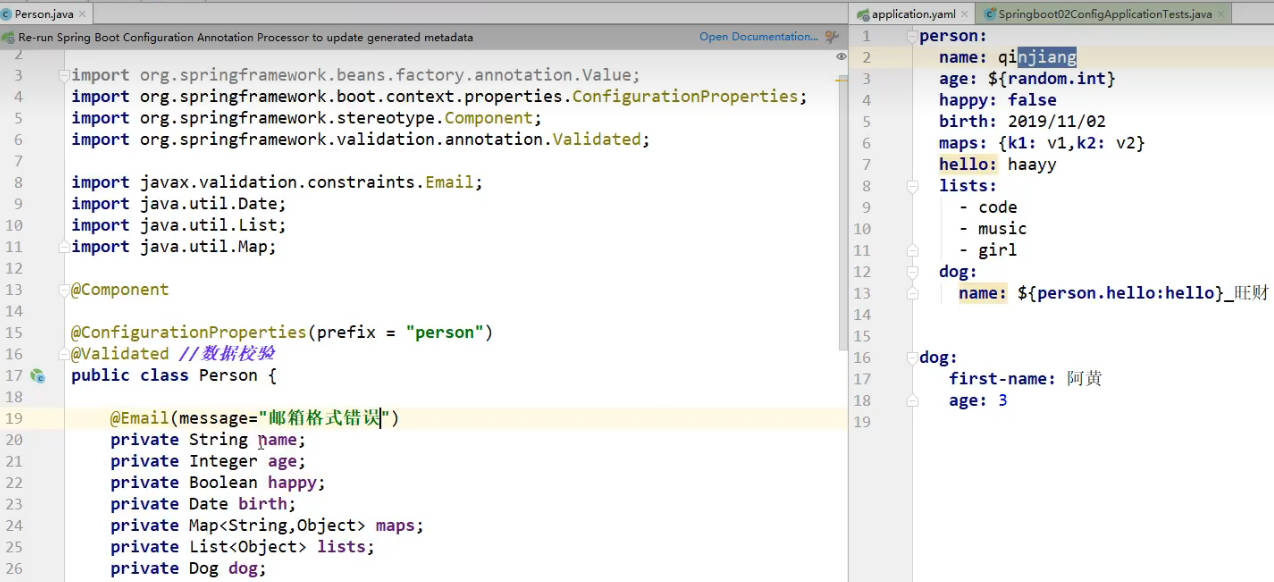 Person.java
Re-run Spring Boot Configuration Annotation Processor to update generated metadata
Open Documentation...
2
3 import org.springframework.beans.factory.annotation.Value;
4 import org.springframework.boot.context.properties.ConfigurationProperties;
5 import org.springframework.stereotype.Component;
6 import org.springframework.validation.annotation.Validated;
7
8 import javax.validation.constraints.Email;
9 import java.util.Date;
10 import java.util.List;
11 import java.util.Map;
12
13 @Component
14
15 @ConfigurationProperties(prefix = "person")
16 @Validated //数据校验
17 public class Person {
18
19 @Email(message="邮箱格式错误")
20 private String name;
21 private Integer age;
22 private Boolean happy;
23 private Date birth;
24 private Map<String,Object> maps;
25 private List<Object> lists;
26 private Dog dog;
application.yaml
Springboot02ConfigApplicationTests.java
1 person:
2 name: qinjiang
3 age: ${random.int}
4 happy: false
5 birth: 2019/11/02
6 maps: {k1: v1,k2: v2}
7 hello: haayy
8 lists:
9 - code
10 - music
11 - girl
12 dog:
13 name: ${person.hello:hello}_旺财
14
15
16 dog:
17 first-name: 阿黄
18 age: 3
19